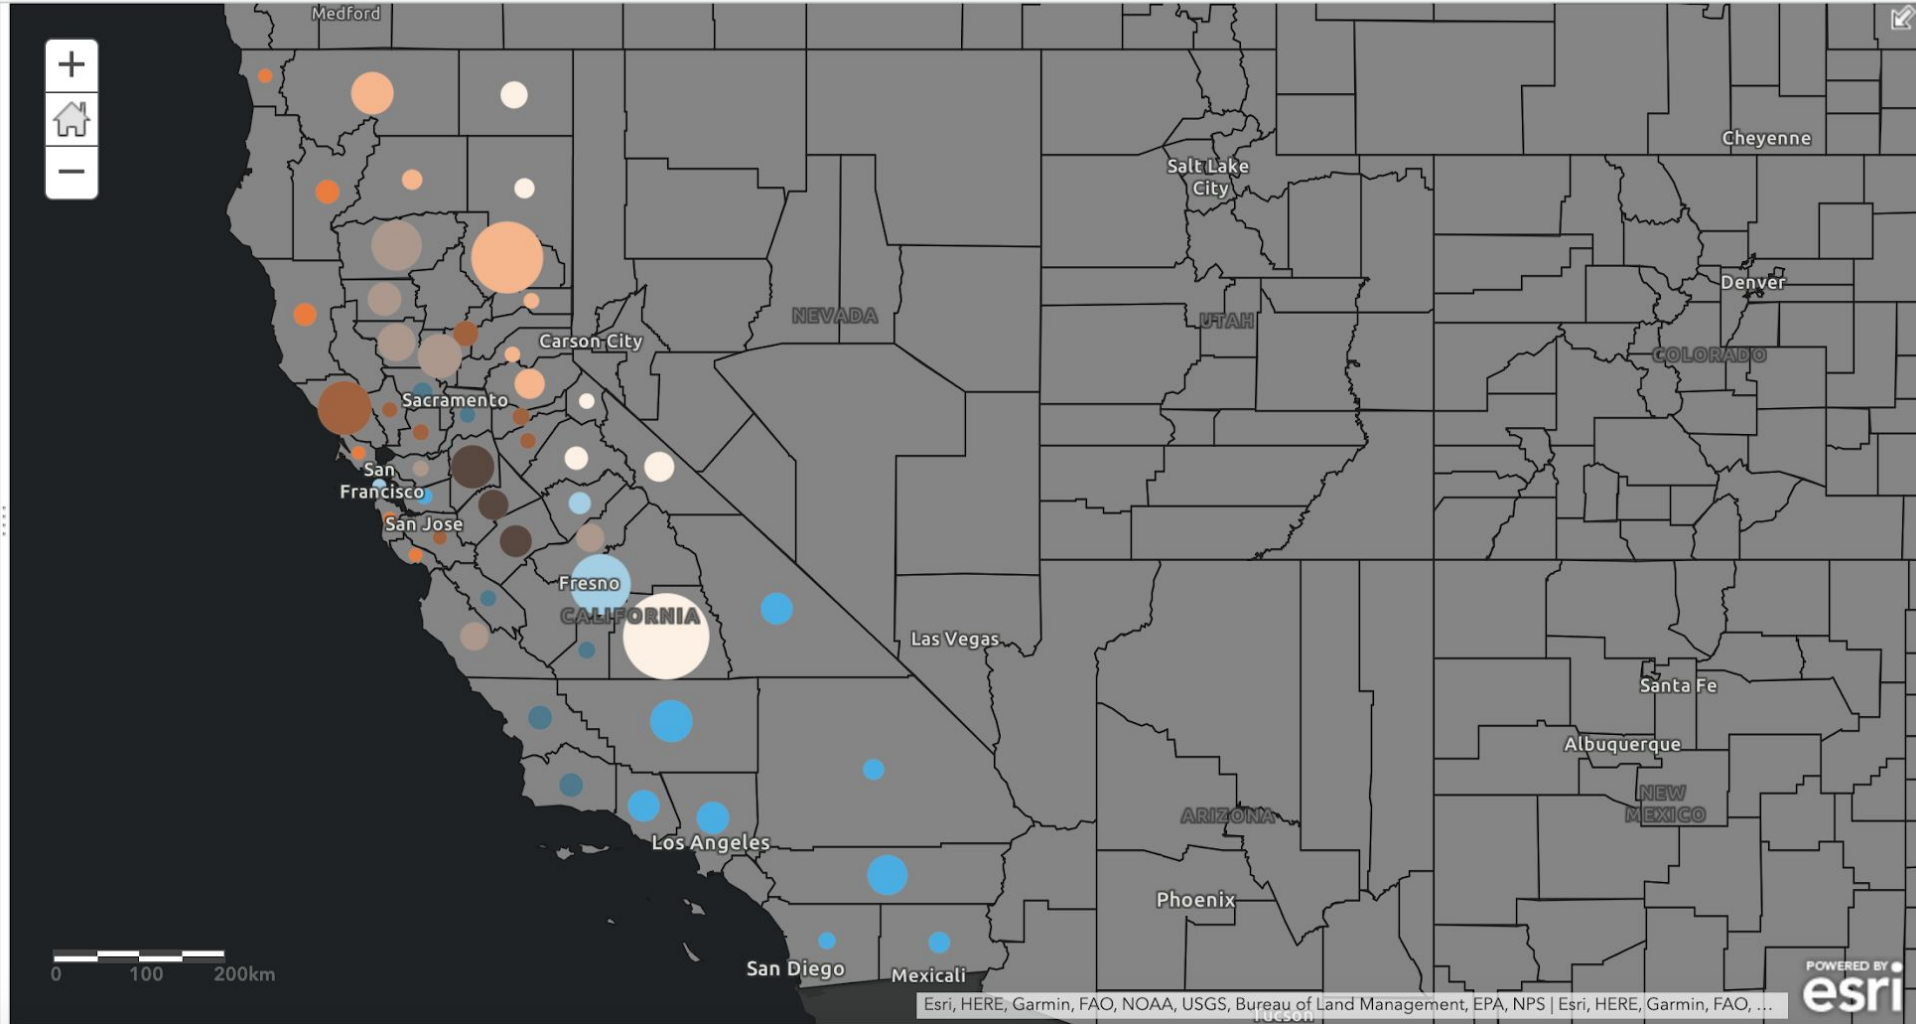 Medford
+
−
Cheyenne
Salt Lake
City
Denver
NEVADA
UTAH
Carson City
COLORADO
Sacramento
San
Francisco
San Jose
Fresno
CALIFORNIA
Las Vegas
Santa Fe
Albuquerque
NEW
MEXICO
ARIZONA
Los Angeles
Phoenix
San Diego
Mexicali
0 100 200km
POWERED BY
esri
Esri, HERE, Garmin, FAO, NOAA, USGS, Bureau of Land Management, EPA, NPS | Esri, HERE, Garmin, FAO, ...
Tucson